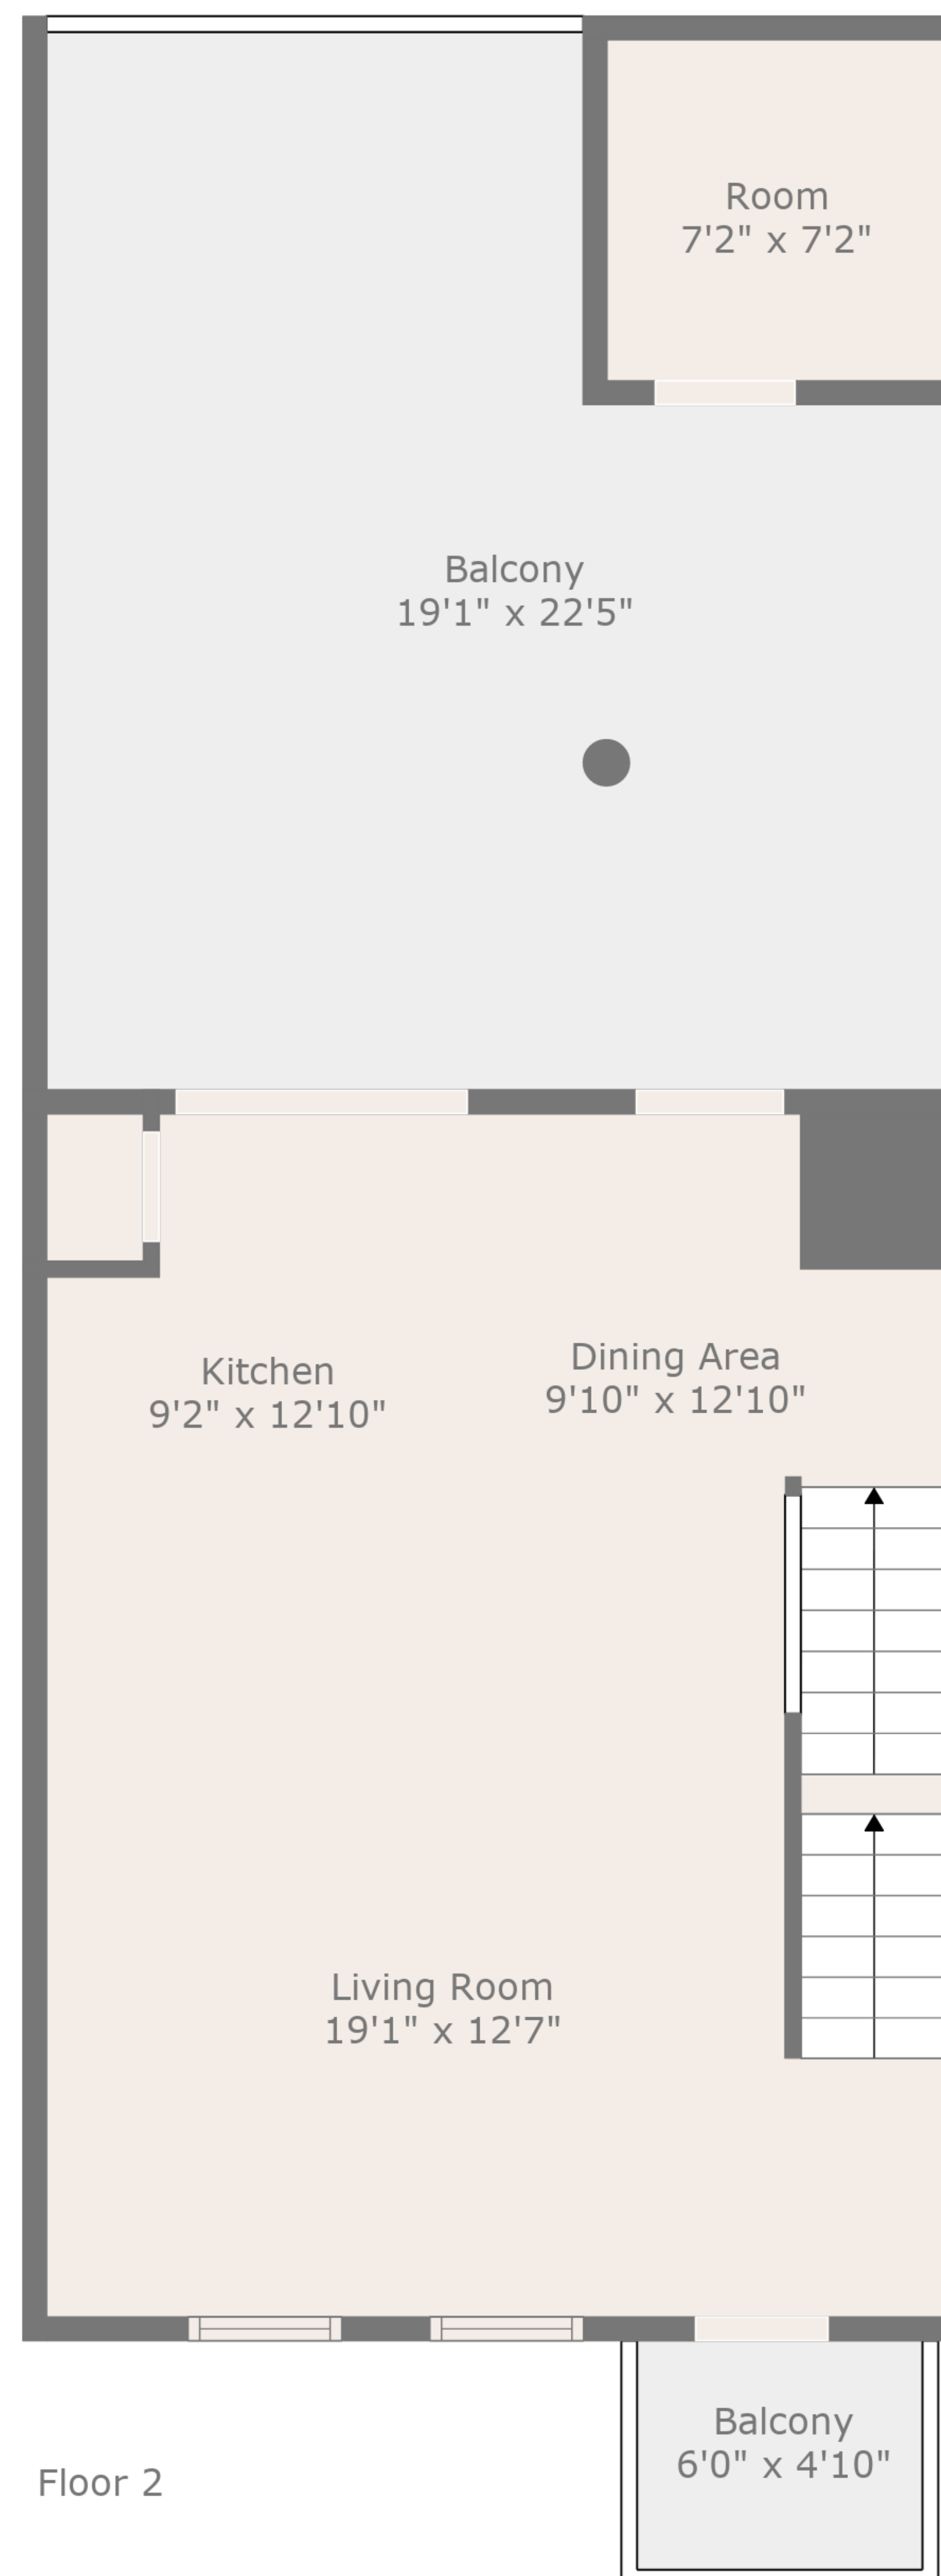 Room
7'2" x 7'2"
Balcony
19'1" x 22'5"
Kitchen
9'2" x 12'10"
Dining Area
9'10" x 12'10"
Living Room
19'1" x 12'7"
Balcony
6'0" x 4'10"
Floor 2